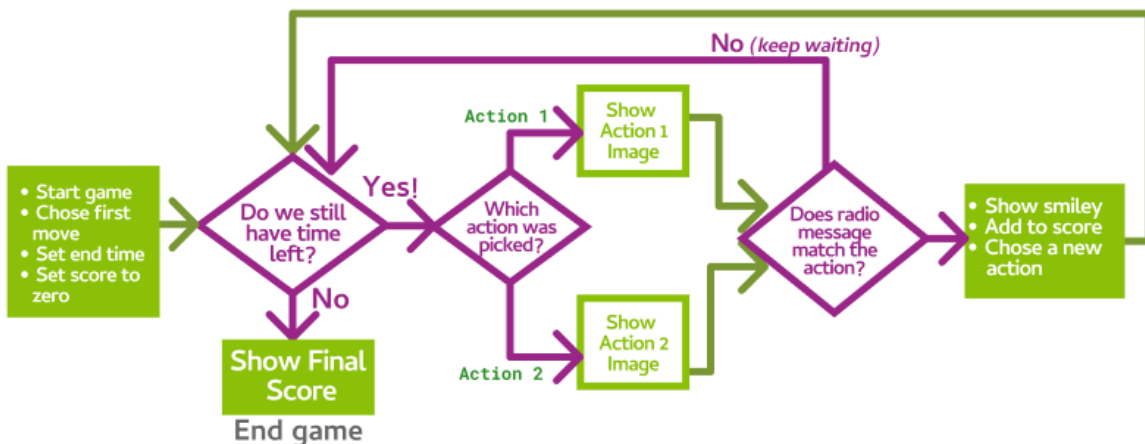 No (keep waiting)
Action 1
Show
Action 1
Image
• Start game
• Chose first
move
• Set end time
• Set score to
zero
Do we still
have time
left?
Yes!
Which
action was
picked?
Does radio
message
match the
action?
• Show smiley
• Add to score
• Chose a new
action
No
Show Final
Score
End game
Action 2
Show
Action 2
Image